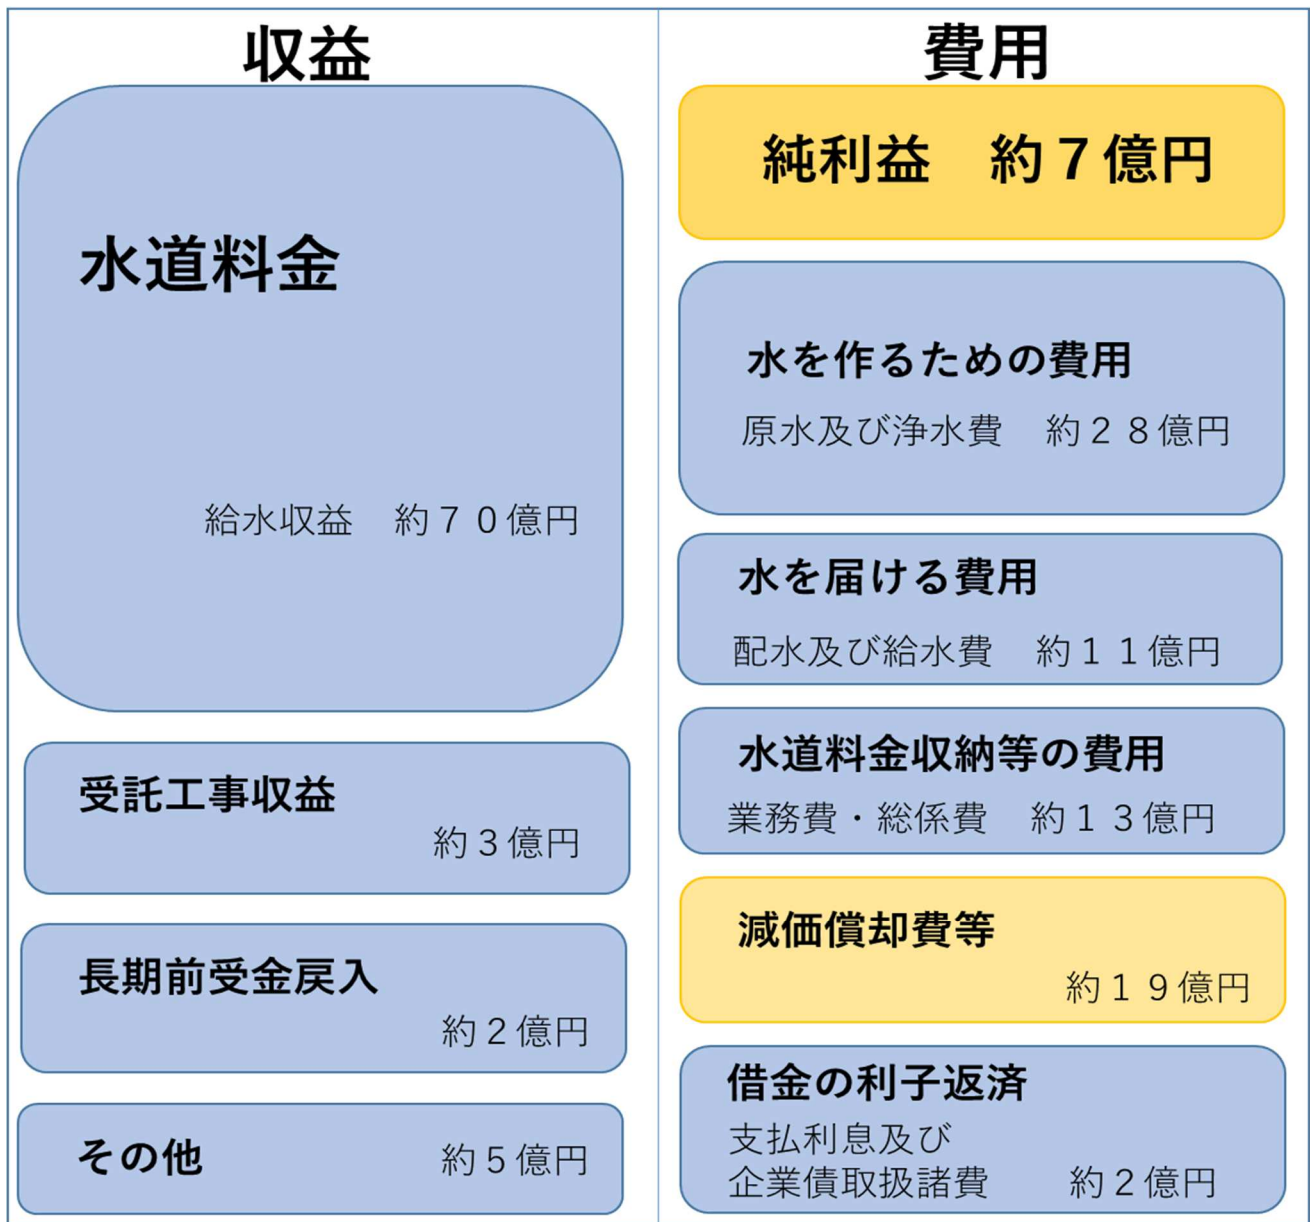 収益
水道料金
給水収益　約７０億円
受託工事収益
約３億円
長期前受金戻入
約２億円
その他　約５億円
費用
純利益　約７億円
水を作るための費用
原水及び浄水費　約２８億円
水を届ける費用
配水及び給水費　約１１億円
水道料金収納等の費用
業務費・総係費　約１３億円
減価償却費等
約１９億円
借金の利子返済
支払利息及び
企業債取扱諸費　約２億円